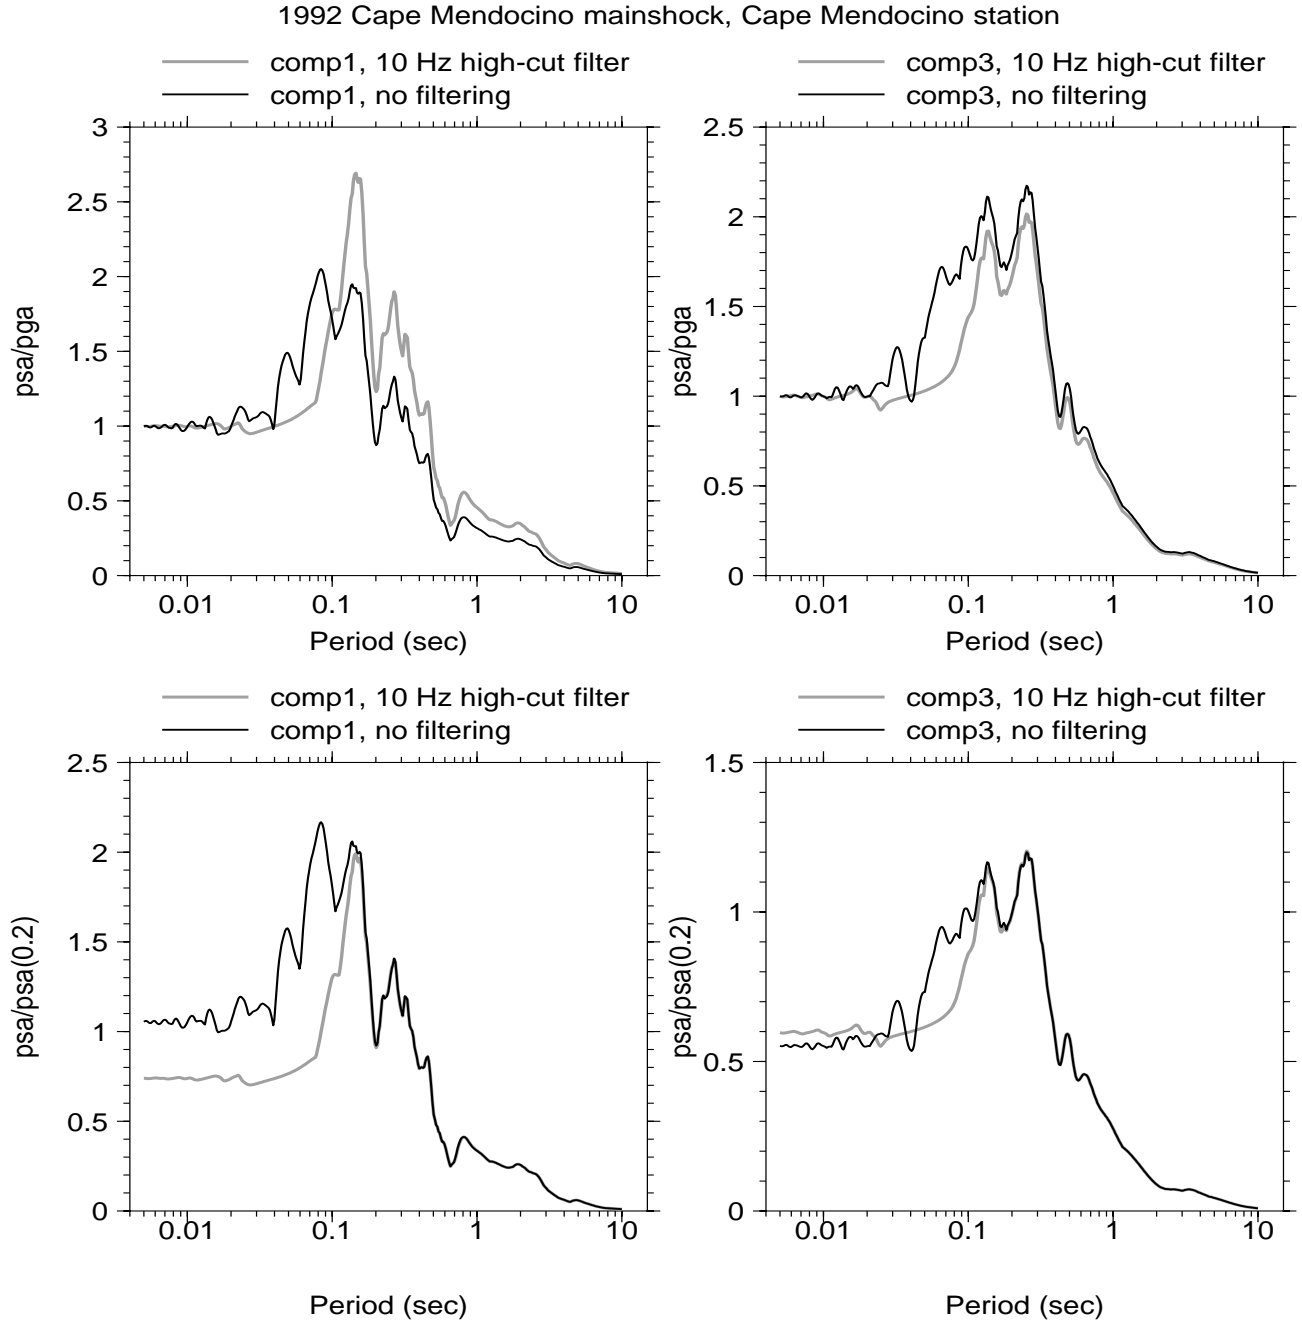 1992 Cape Mendocino mainshock, Cape Mendocino station
comp1, 10 Hz high-cut filter
comp1, no filtering
3
2.5
2
1.5
1
0.5
0
psa/pga
0.01 0.1 1 10
Period (sec)
comp3, 10 Hz high-cut filter
comp3, no filtering
2.5
2
1.5
1
0.5
0
psa/pga
0.01 0.1 1 10
Period (sec)
comp1, 10 Hz high-cut filter
comp1, no filtering
2.5
2
1.5
1
0.5
0
psa/psa(0.2)
0.01 0.1 1 10
Period (sec)
comp3, 10 Hz high-cut filter
comp3, no filtering
1.5
1
0.5
0
psa/psa(0.2)
0.01 0.1 1 10
Period (sec)